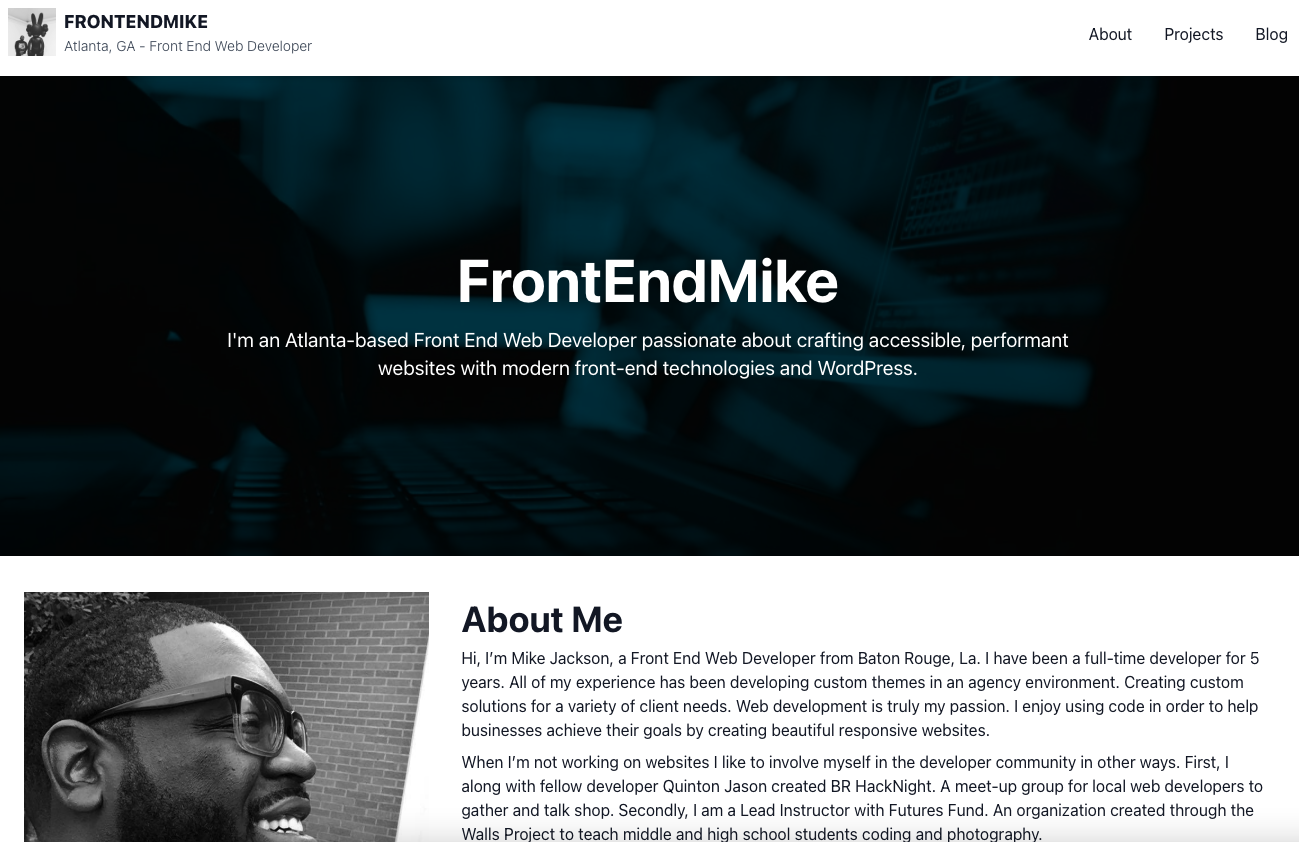 FRONTENDMIKE
Atlanta, GA - Front End Web Developer
About
Projects
Blog
FrontEndMike
I'm an Atlanta-based Front End Web Developer passionate about crafting accessible, performant
websites with modern front-end technologies and WordPress.
About Me
Hi, I’m Mike Jackson, a Front End Web Developer from Baton Rouge, La. I have been a full-time developer for 5
years. All of my experience has been developing custom themes in an agency environment. Creating custom
solutions for a variety of client needs. Web development is truly my passion. I enjoy using code in order to help
businesses achieve their goals by creating beautiful responsive websites.
When I’m not working on websites I like to involve myself in the developer community in other ways. First, I
along with fellow developer Quinton Jason created BR HackNight. A meet-up group for local web developers to
gather and talk shop. Secondly, I am a Lead Instructor with Futures Fund. An organization created through the
Walls Project to teach middle and high school students coding and photography.